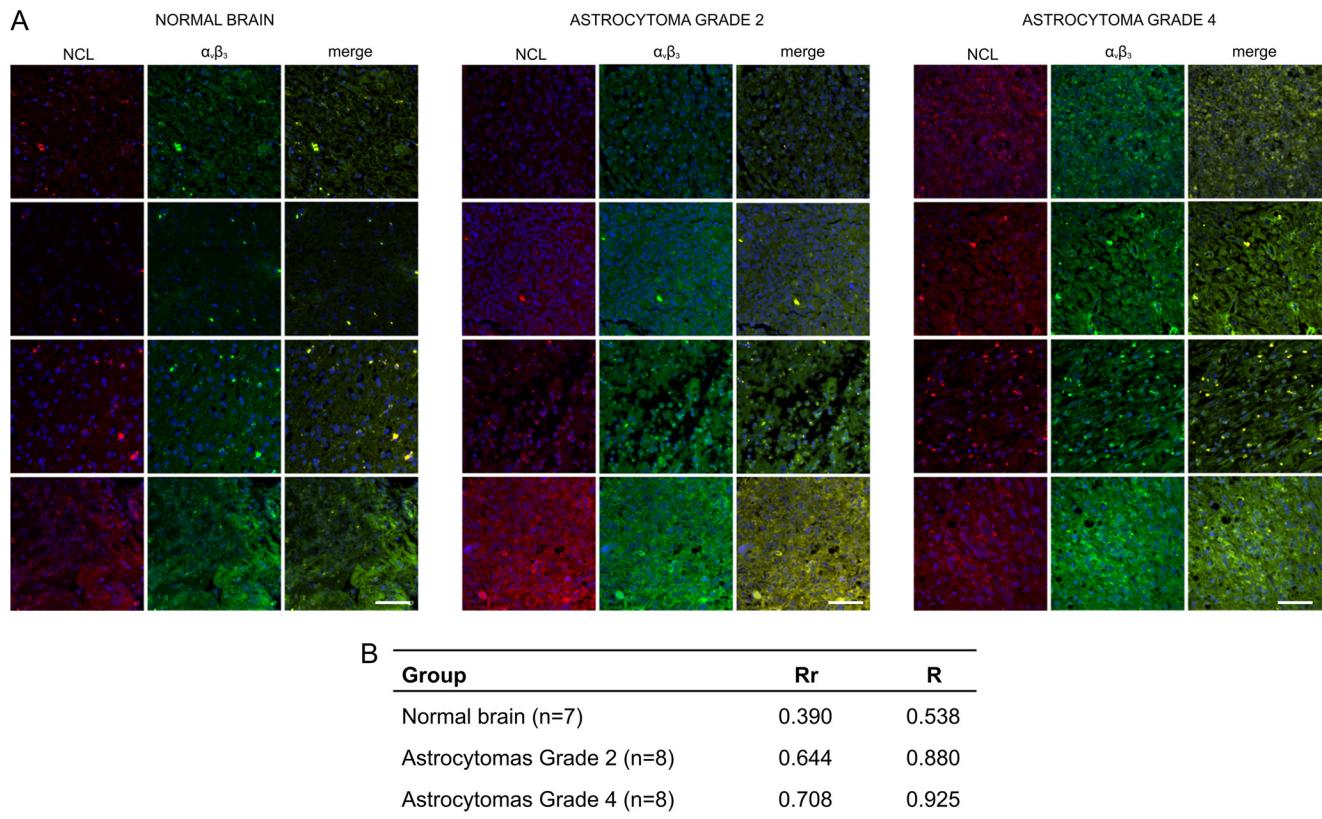 A
NORMAL BRAIN
ASTROCYTOMA GRADE 2
ASTROCYTOMA GRADE 4
NCL αᵥβ₃ merge
NCL αᵥβ₃ merge
NCL αᵥβ₃ merge
B
Group Rr R
Normal brain (n=7) 0.390 0.538
Astrocytomas Grade 2 (n=8) 0.644 0.880
Astrocytomas Grade 4 (n=8) 0.708 0.925